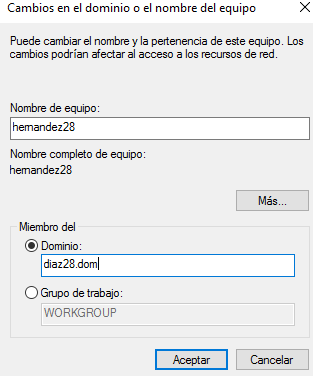 Cambios en el dominio o el nombre del equipo
Puede cambiar el nombre y la pertenencia de este equipo. Los
cambios podrían afectar al acceso a los recursos de red.
Nombre de equipo:
hernandez28
Nombre completo de equipo:
hernandez28
Más...
Miembro del
Dominio:
diaz28.dom
Grupo de trabajo:
WORKGROUP
Aceptar
Cancelar